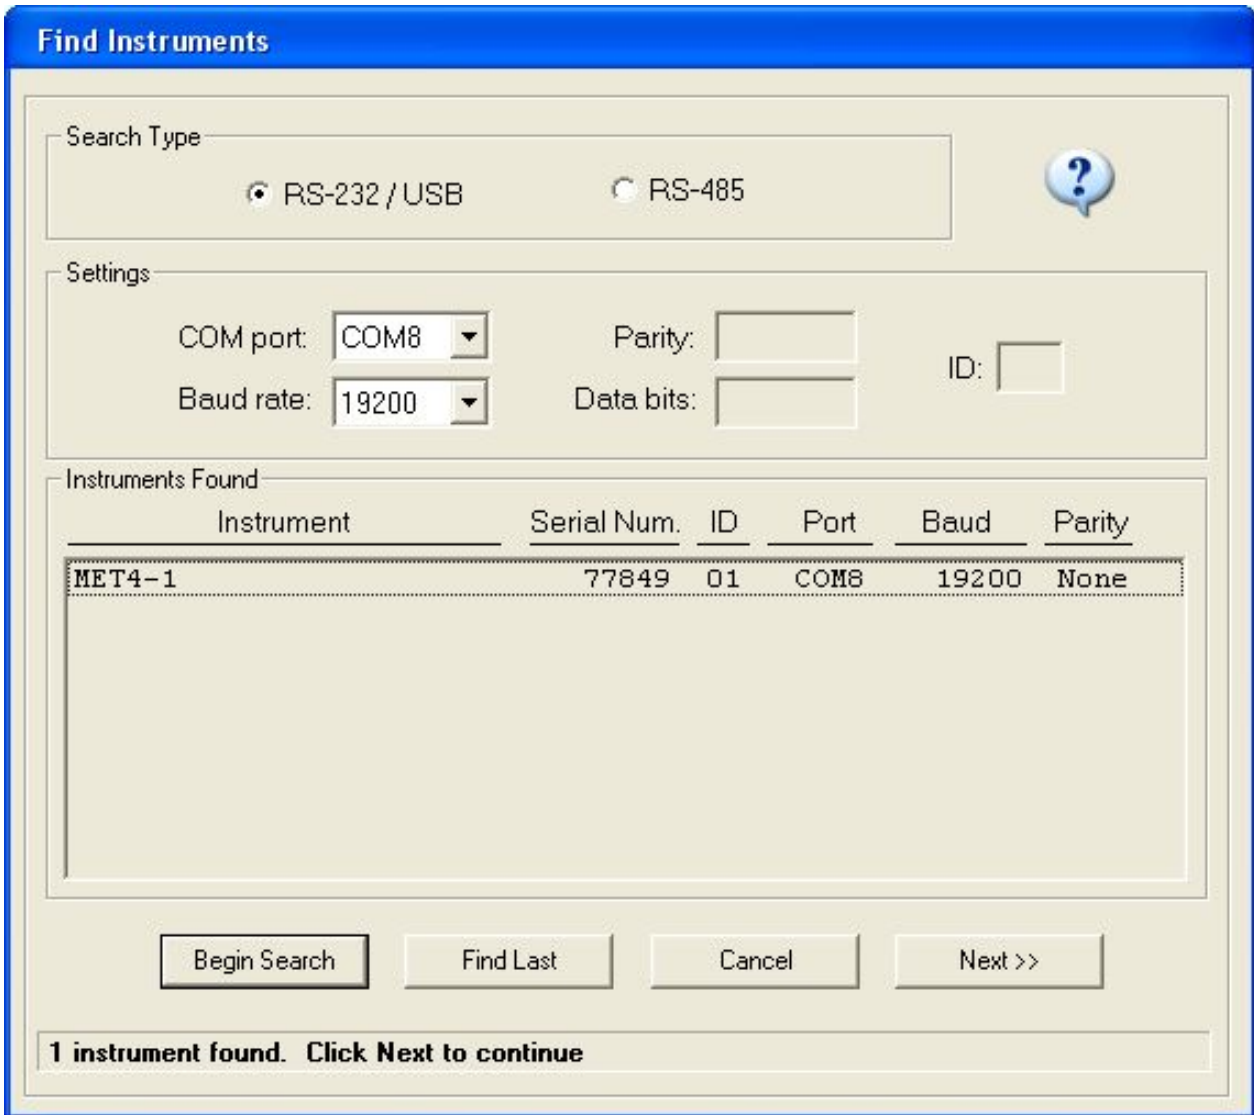 Find Instruments
Search Type
RS-232 / USB RS-485
?
Settings
COM port: COM8 Parity:
ID:
Baud rate: 19200 Data bits:
Instruments Found
Instrument Serial Num. ID Port Baud Parity
MET4-1 77849 01 COM8 19200 None
Begin Search Find Last Cancel Next >>
1 instrument found. Click Next to continue